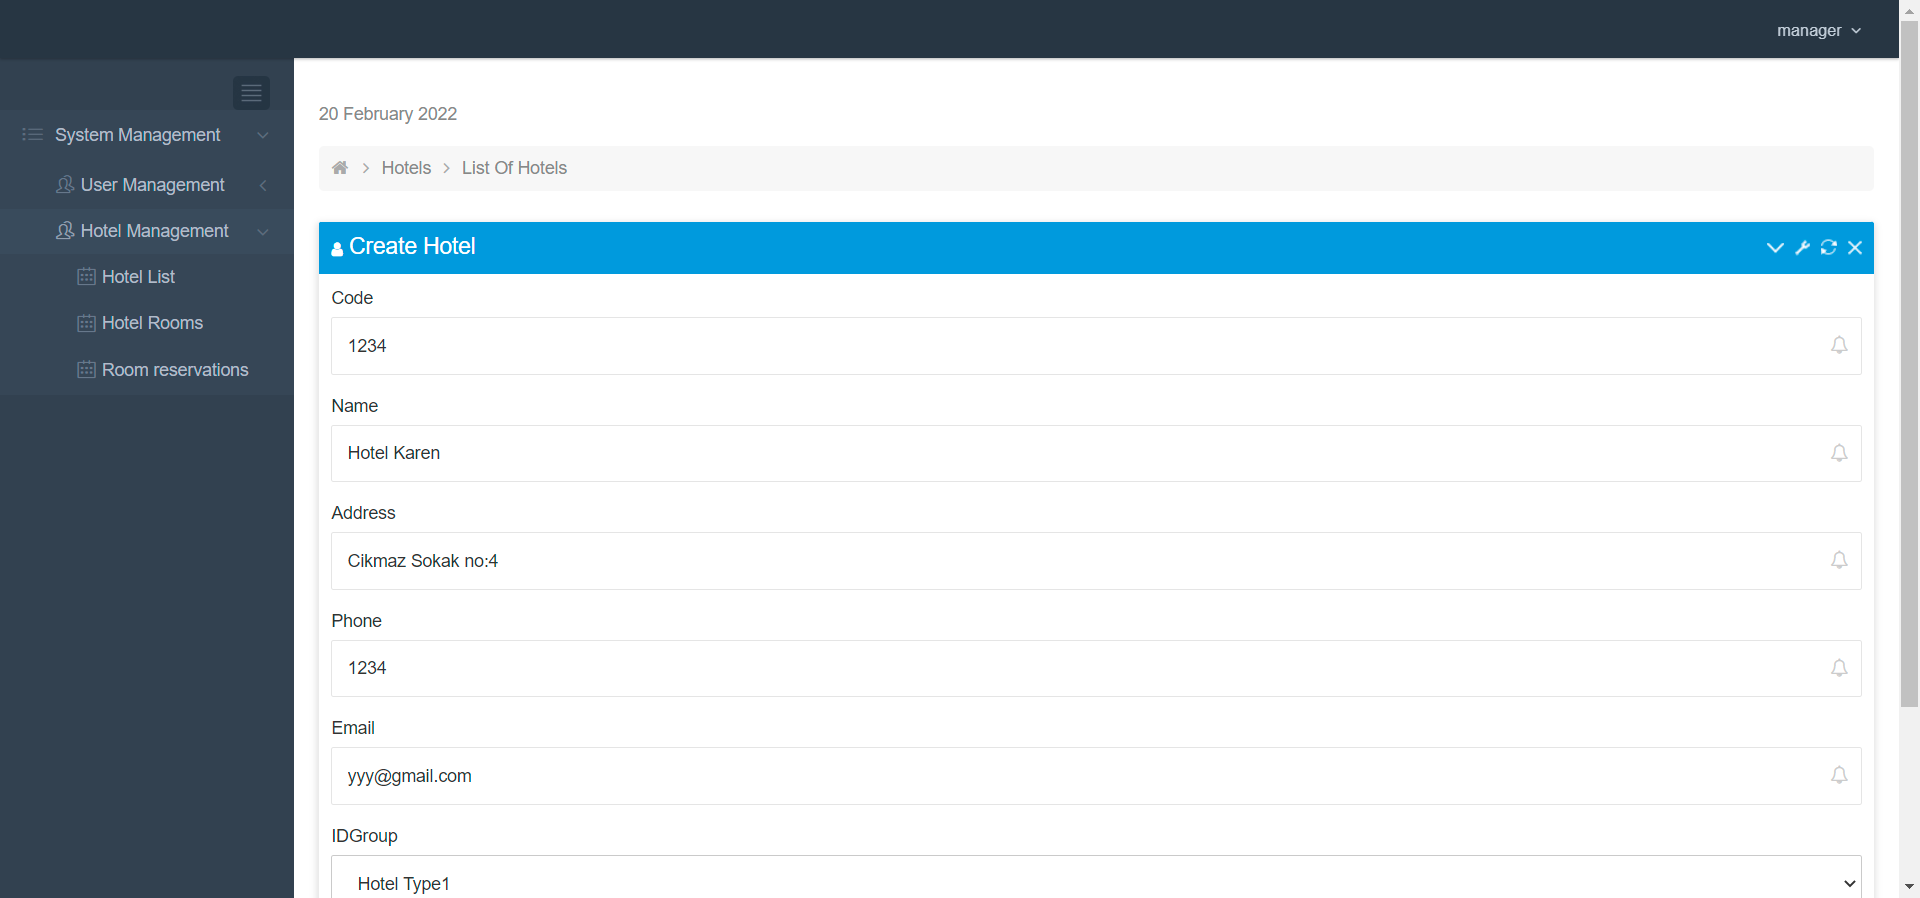 manager
20 February 2022
System Management
Hotels
List Of Hotels
User Management
Hotel Management
Create Hotel
Hotel List
Code
Hotel Rooms
1234
Room reservations
Name
Hotel Karen
Address
Cikmaz Sokak no:4
Phone
1234
Email
yyy@gmail.com
IDGroup
Hotel Type1